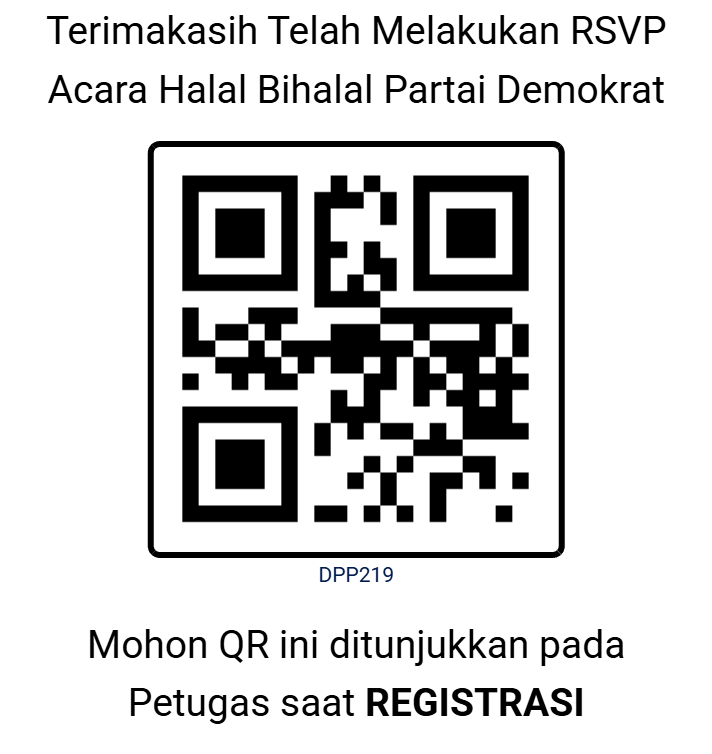 Terimakasih Telah Melakukan RSVP
Acara Halal Bihalal Partai Demokrat
DPP219
Mohon QR ini ditunjukkan pada
Petugas saat REGISTRASI